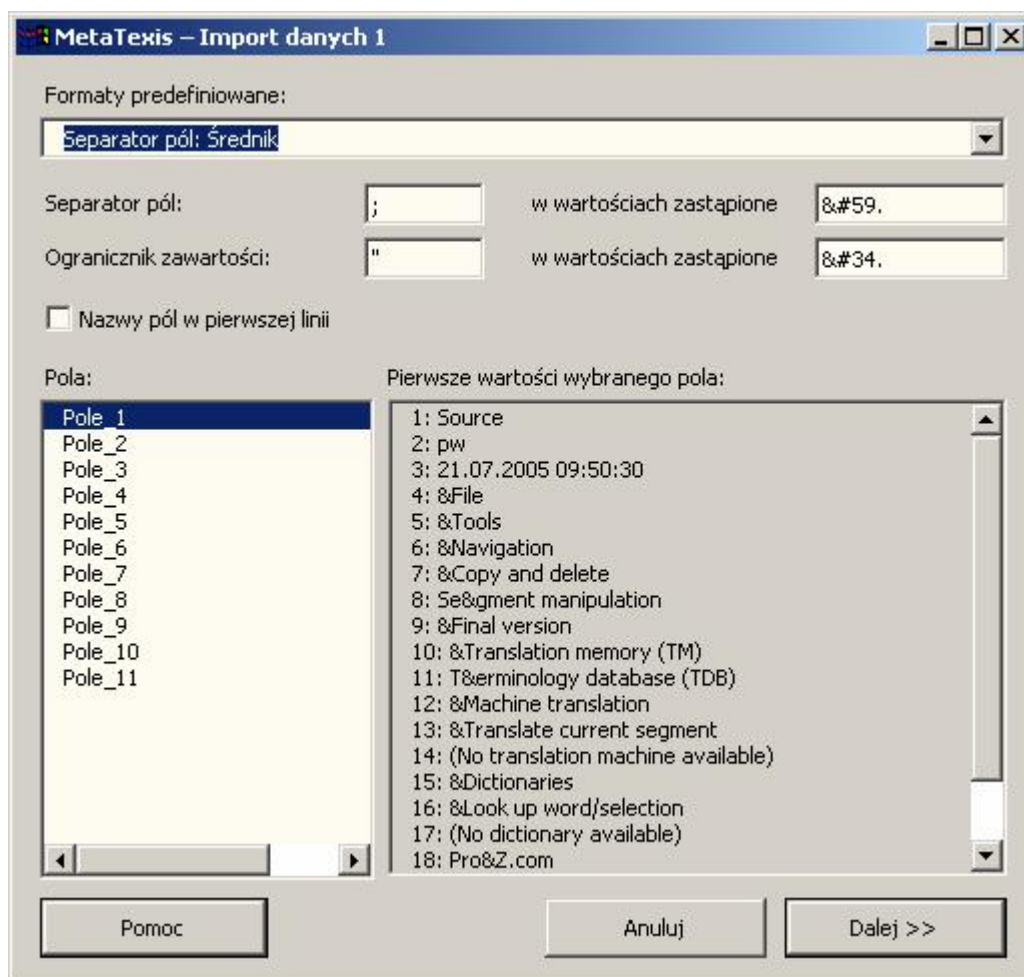 MetaTexis – Import danych 1
Formaty predefiniowane:
Separator pól: Średnik
Separator pól: ; w wartościach zastąpione &#59.
Ogranicznik zawartości: " w wartościach zastąpione &#34.
Nazwy pól w pierwszej linii
Pola:
Pole_1
Pole_2
Pole_3
Pole_4
Pole_5
Pole_6
Pole_7
Pole_8
Pole_9
Pole_10
Pole_11
Pierwsze wartości wybranego pola:
1: Source
2: pw
3: 21.07.2005 09:50:30
4: &File
5: &Tools
6: &Navigation
7: &Copy and delete
8: Se&gment manipulation
9: &Final version
10: &Translation memory (TM)
11: T&erminology database (TDB)
12: &Machine translation
13: &Translate current segment
14: (No translation machine available)
15: &Dictionaries
16: &Look up word/selection
17: (No dictionary available)
18: Pro&Z.com
Pomoc
Anuluj
Dalej >>